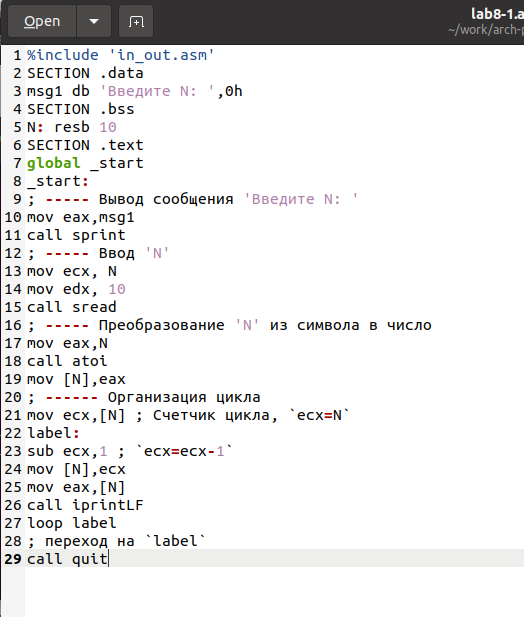 Open
lab8-1.a
~/work/arch-p
1 %include 'in_out.asm'
2 SECTION .data
3 msg1 db 'Введите N: ',0h
4 SECTION .bss
5 N: resb 10
6 SECTION .text
7 global _start
8 _start:
9 ; ----- Вывод сообщения 'Введите N: '
10 mov eax,msg1
11 call sprint
12 ; ----- Ввод 'N'
13 mov ecx, N
14 mov edx, 10
15 call sread
16 ; ----- Преобразование 'N' из символа в число
17 mov eax,N
18 call atoi
19 mov [N],eax
20 ; ------ Организация цикла
21 mov ecx,[N] ; Счетчик цикла, `ecx=N`
22 label:
23 sub ecx,1 ; `ecx=ecx-1`
24 mov [N],ecx
25 mov eax,[N]
26 call iprintLF
27 loop label
28 ; переход на `label`
29 call quit